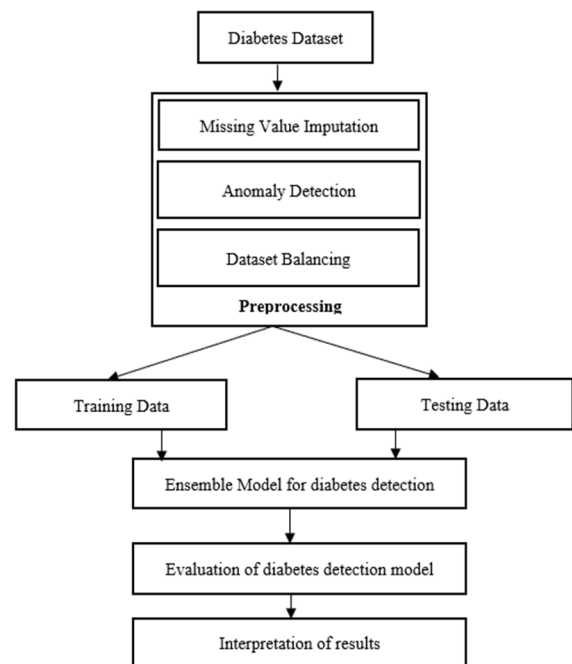 Diabetes Dataset
Missing Value Imputation
Anomaly Detection
Dataset Balancing
Preprocessing
Training Data
Testing Data
Ensemble Model for diabetes detection
Evaluation of diabetes detection model
Interpretation of results